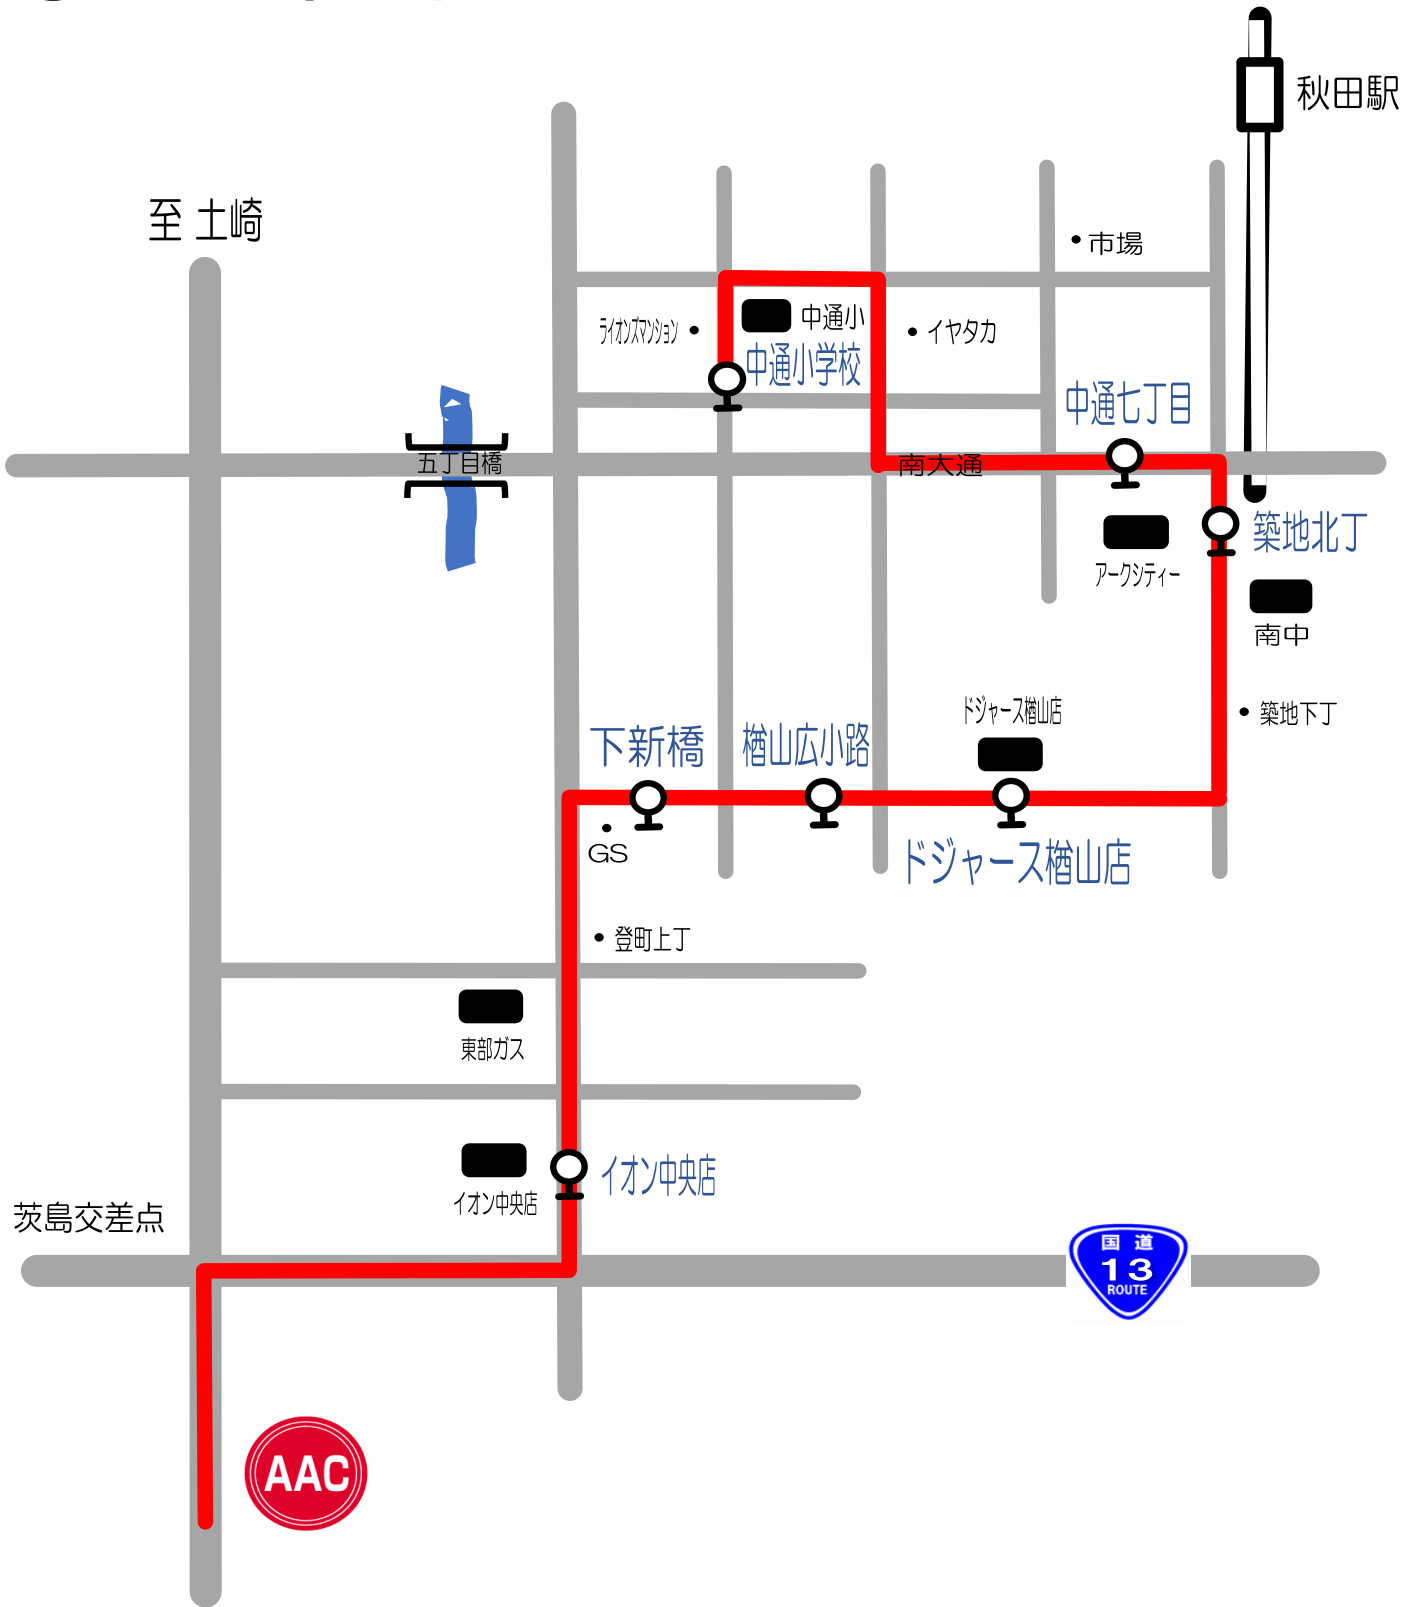 秋田駅
至 土崎
市場
中通小
ライオンズマンション
イヤタカ
中通小学校
中通七丁目
五丁目橋
南大通
築地北丁
アークシティー
南中
ドジャース楢山店
築地下丁
下新橋
楢山広小路
GS
ドジャース楢山店
登町上丁
東部ガス
イオン中央店
イオン中央店
茨島交差点
国道
13
ROUTE
AAC